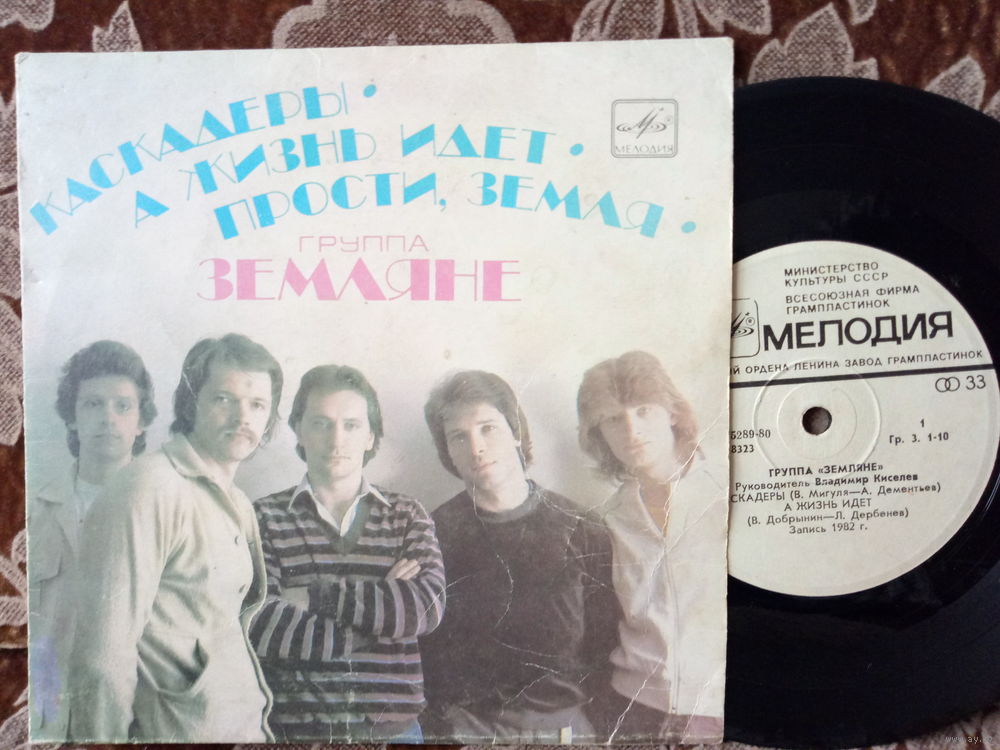 КАСКАДЕРЫ •
А ЖИЗНЬ ИДЕТ •
ПРОСТИ, ЗЕМЛЯ •
ГРУППА
ЗЕМЛЯНЕ
МЕЛОДИЯ
МИНИСТЕРСТВО
КУЛЬТУРЫ СССР
ВСЕСОЮЗНАЯ ФИРМА
ГРАМПЛАСТИНОК
® МЕЛОДИЯ
ОРДЕНА ЛЕНИНА ЗАВОД ГРАМПЛАСТИНОК
33
5289-80
8323
1
Гр. 3. 1-10
ГРУППА «ЗЕМЛЯНЕ»
Руководитель Владимир Киселев
СКАДЕРЫ (В. Мигуля—А. Дементьев)
А ЖИЗНЬ ИДЕТ
(В. Добрынин—Л. Дербенев)
Запись 1982 г.